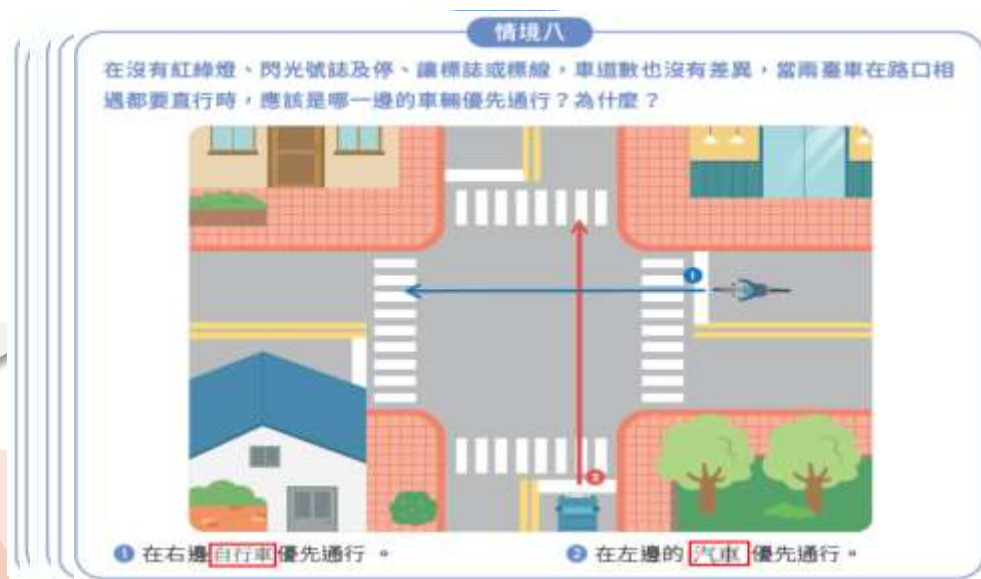 情境八
在沒有紅綠燈、閃光號誌及停、讓標誌或標線，車道數也沒有差異，當兩臺車在路口相
遇都要直行時，應該是哪一邊的車輛優先通行？為什麼？
1
2
1 在右邊自行車優先通行 。
2 在左邊的 汽車 優先通行。